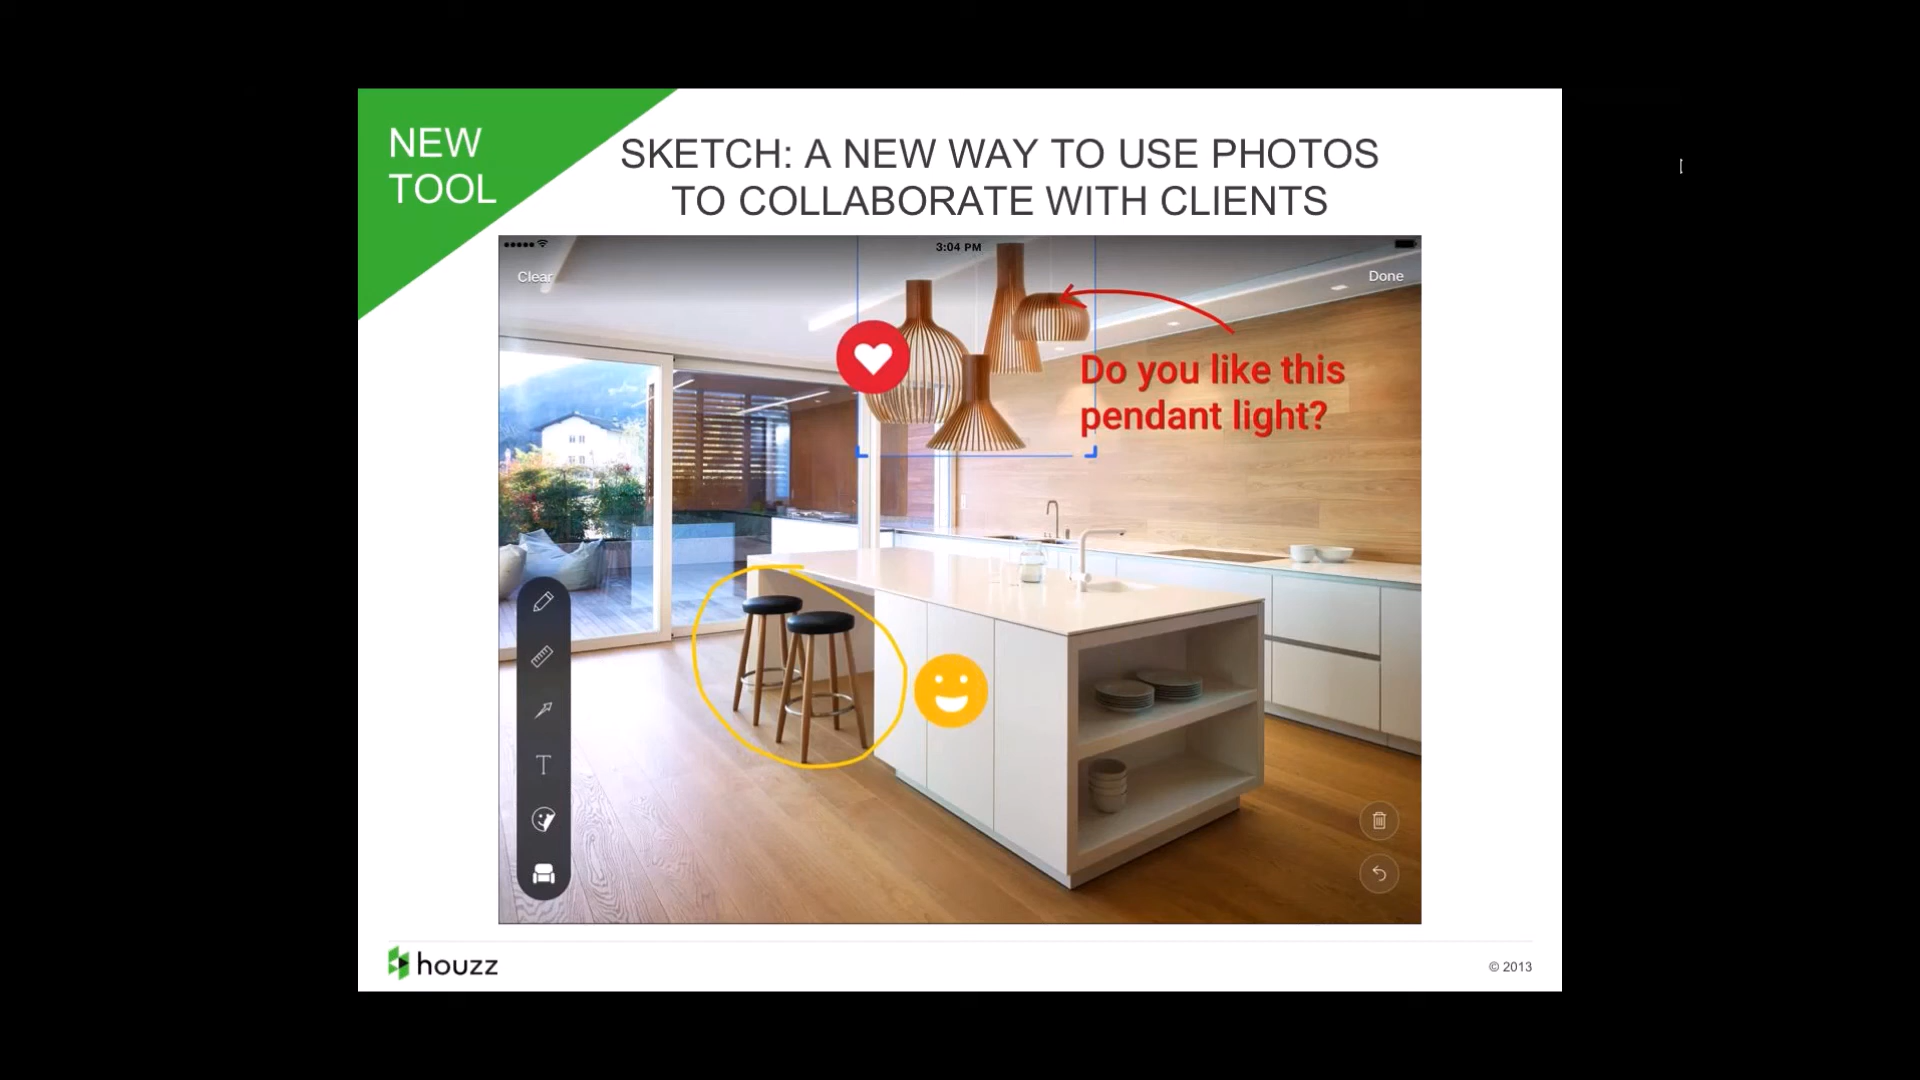 NEW
TOOL
SKETCH: A NEW WAY TO USE PHOTOS
TO COLLABORATE WITH CLIENTS
3:04 PM
Clear
Done
Do you like this
pendant light?
T
houzz
© 2013